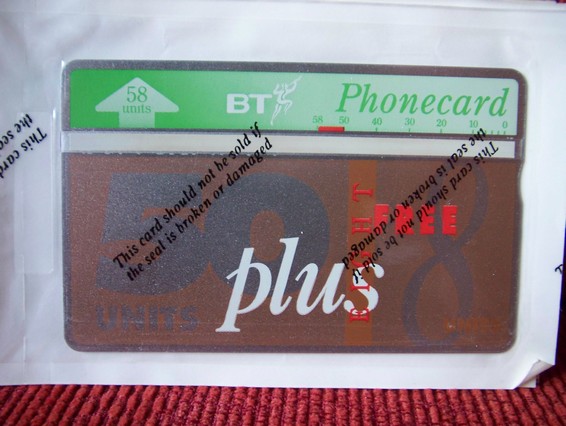 58
units
BT
Phonecard
58 50 40 30 20 10 0
This card should not be sold if
the seal is broken or damaged
This card should not be sold if
the seal is broken or damaged
This card
the seal
50
UNITS
plus
EIGHT
FREE
8